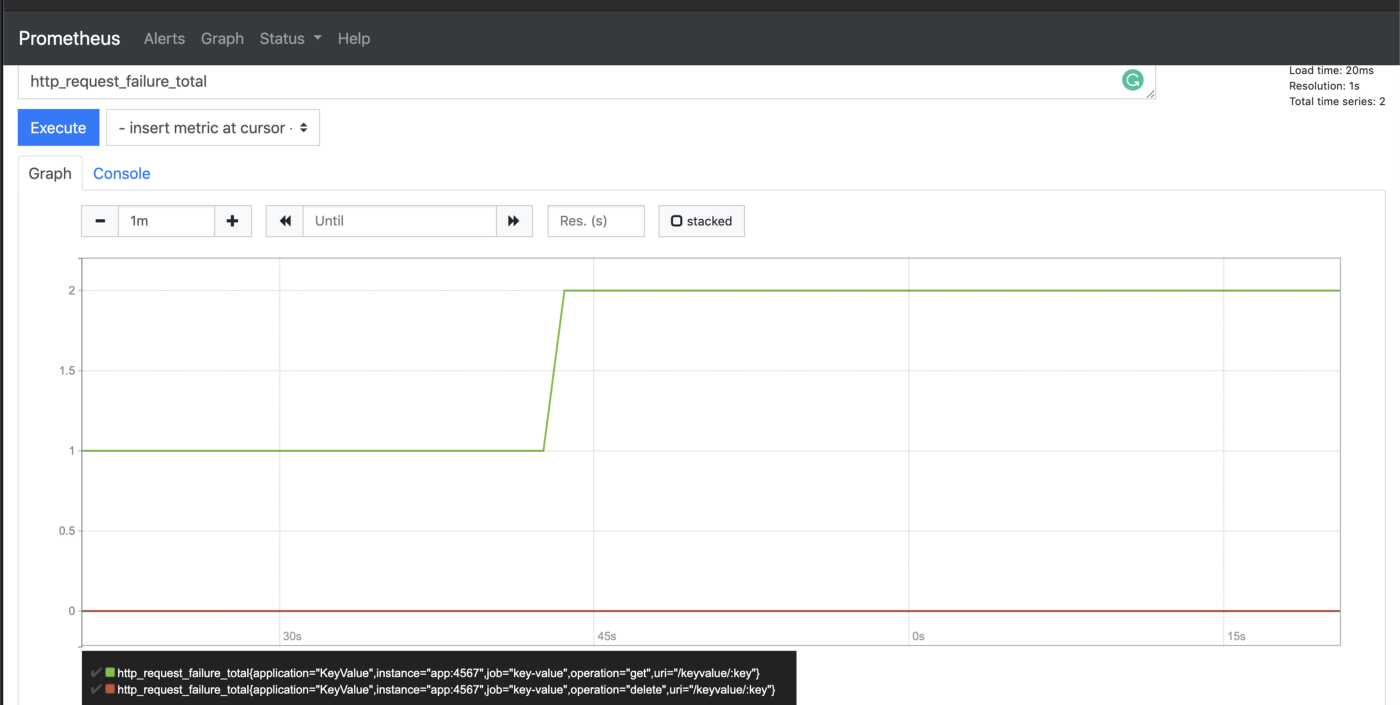 Prometheus Alerts Graph Status Help
http_request_failure_total
Load time: 20ms
Resolution: 1s
Total time series: 2
Execute - insert metric at cursor -
Graph Console
1m Until Res. (s) stacked
2
1.5
1
0.5
0
30s 45s 0s 15s
http_request_failure_total{application="KeyValue",instance="app:4567",job="key-value",operation="get",uri="/keyvalue/:key"}
http_request_failure_total{application="KeyValue",instance="app:4567",job="key-value",operation="delete",uri="/keyvalue/:key"}